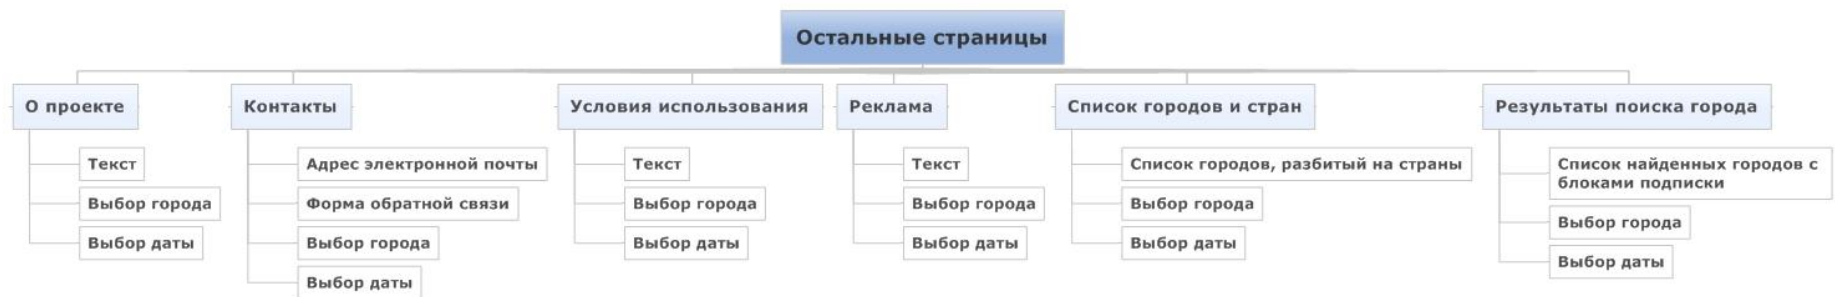 Остальные страницы
О проекте
Текст
Выбор города
Выбор даты
Контакты
Адрес электронной почты
Форма обратной связи
Выбор города
Выбор даты
Условия использования
Текст
Выбор города
Выбор даты
Реклама
Текст
Выбор города
Выбор даты
Список городов и стран
Список городов, разбитый на страны
Выбор города
Выбор даты
Результаты поиска города
Список найденных городов с
блоками подписки
Выбор города
Выбор даты